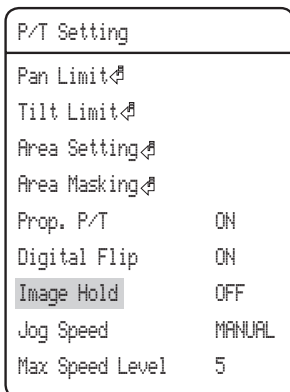 P/T Setting
Pan Limit⏎
Tilt Limit⏎
Area Setting⏎
Area Masking⏎
Prop. P/T ON
Digital Flip ON
Image Hold OFF
Jog Speed MANUAL
Max Speed Level 5